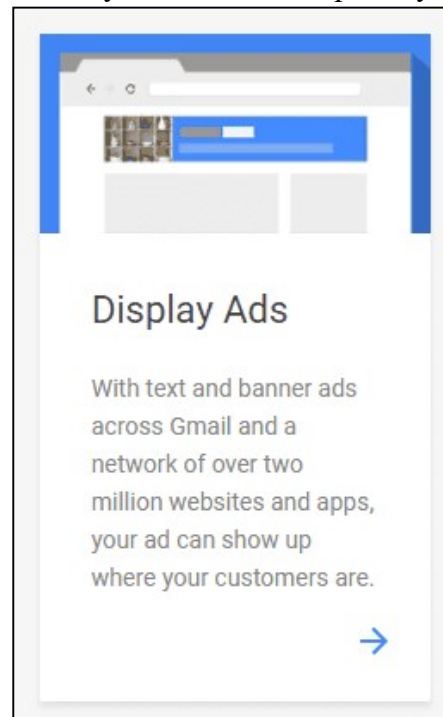 Display Ads
With text and banner ads
across Gmail and a
network of over two
million websites and apps,
your ad can show up
where your customers are.